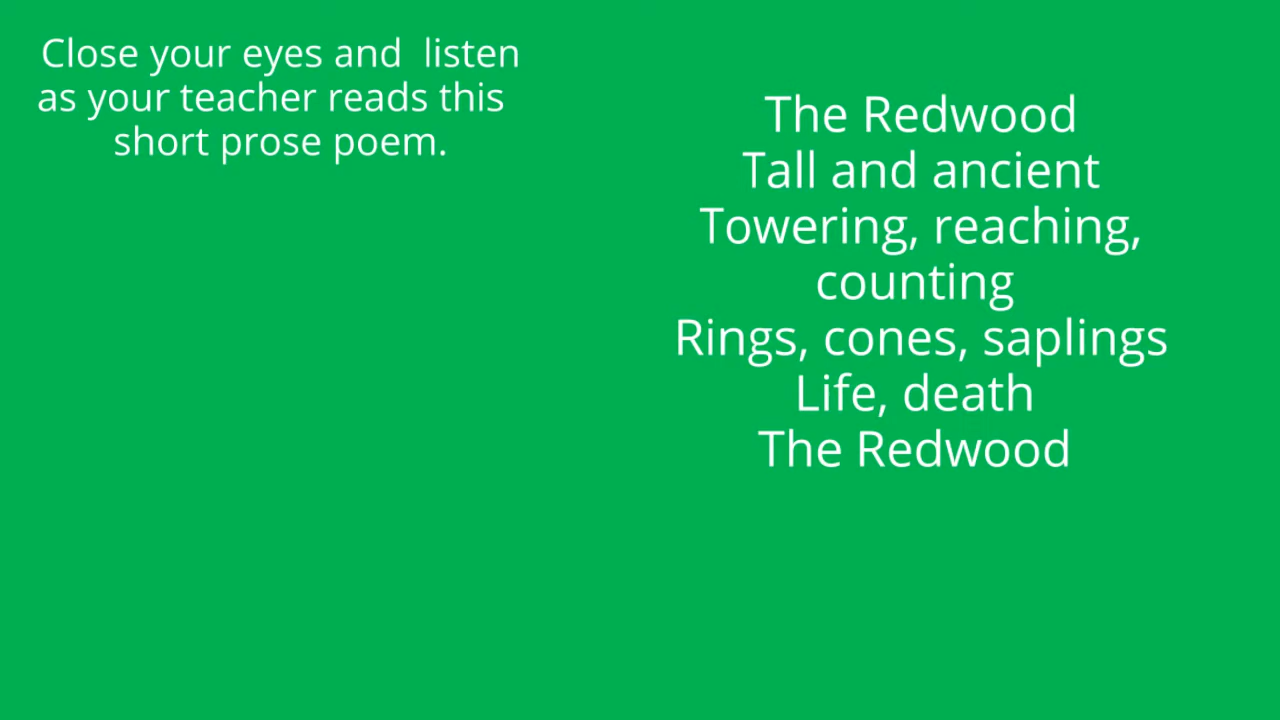 Close your eyes and  listen
as your teacher reads this
short prose poem.
The Redwood
Tall and ancient
Towering, reaching,
counting
Rings, cones, saplings
Life, death
The Redwood